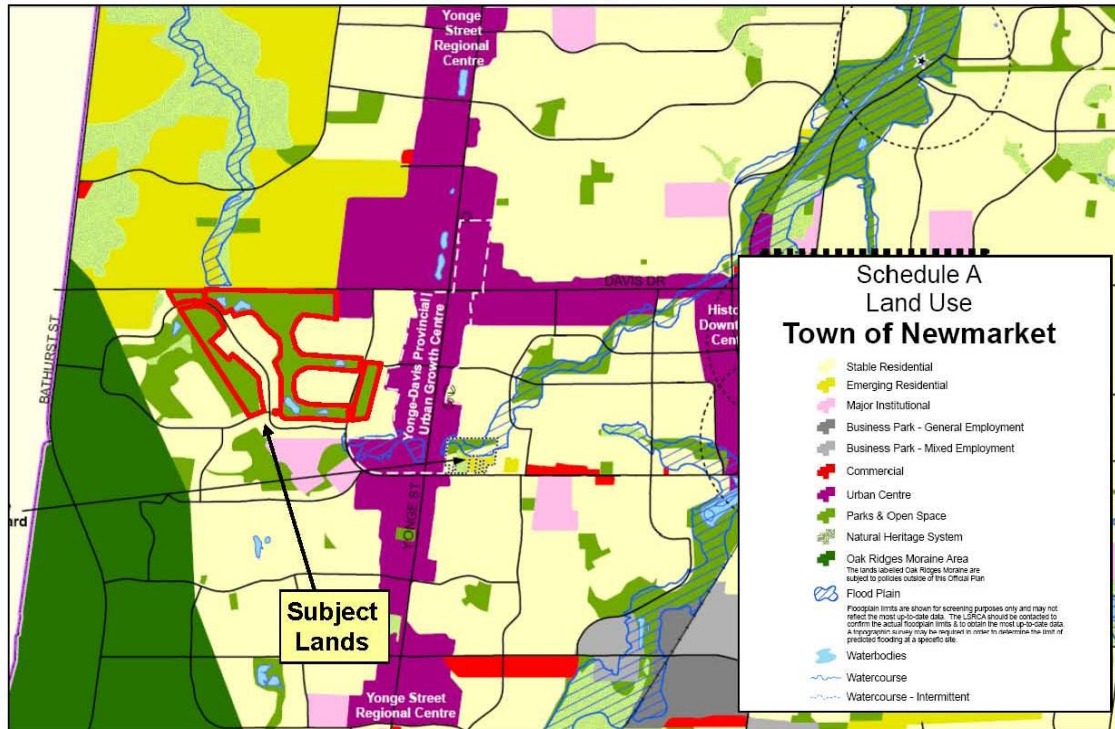 Yonge Street
Regional
Centre
DAVIS DR
BATHURST ST
Yonge-Davis Provincial
Urban Growth Centre
Histo
Downt
Cent
YONGE ST
ard
Subject
Lands
Yonge Street
Regional Centre
Schedule A
Land Use
Town of Newmarket
Stable Residential
Emerging Residential
Major Institutional
Business Park - General Employment
Business Park - Mixed Employment
Commercial
Urban Centre
Parks & Open Space
Natural Heritage System
Oak Ridges Moraine Area
The lands labelled Oak Ridges Moraine are
subject to policies outside of this Official Plan
Flood Plain
Floodplain limits are shown for screening purposes only and may not
reflect the most up-to-date data. The LSRCA should be contacted to
confirm the actual floodplain limits & to obtain the most up-to-date data
A topographic survey may be required in order to determine the limit of
predicted flooding at a specific site.
Waterbodies
Watercourse
Watercourse - Intermittent